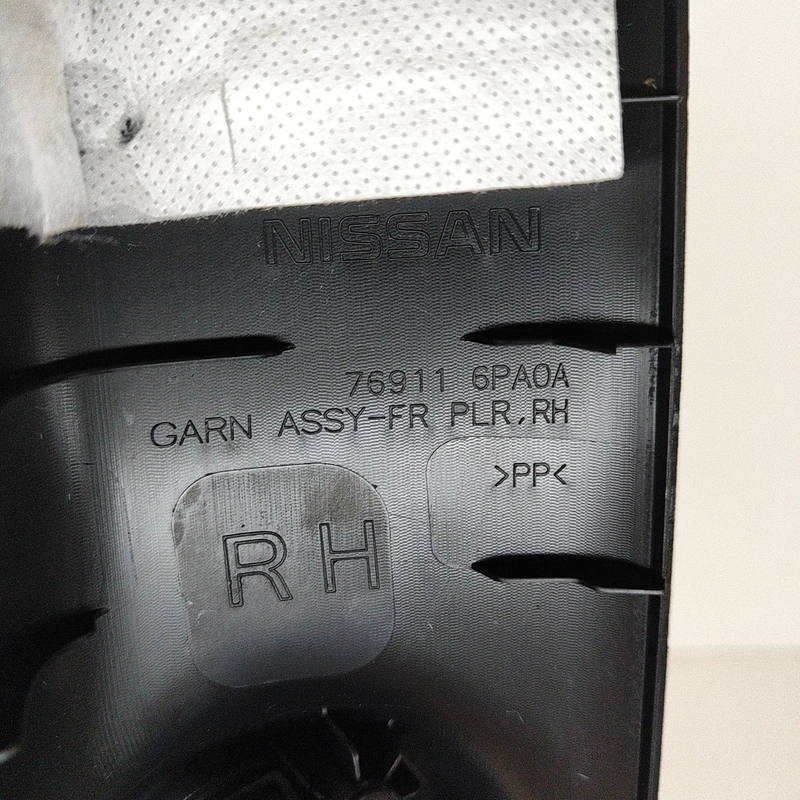 NISSAN
76911 6PA0A
GARN ASSY-FR PLR,RH
>PP<
RH